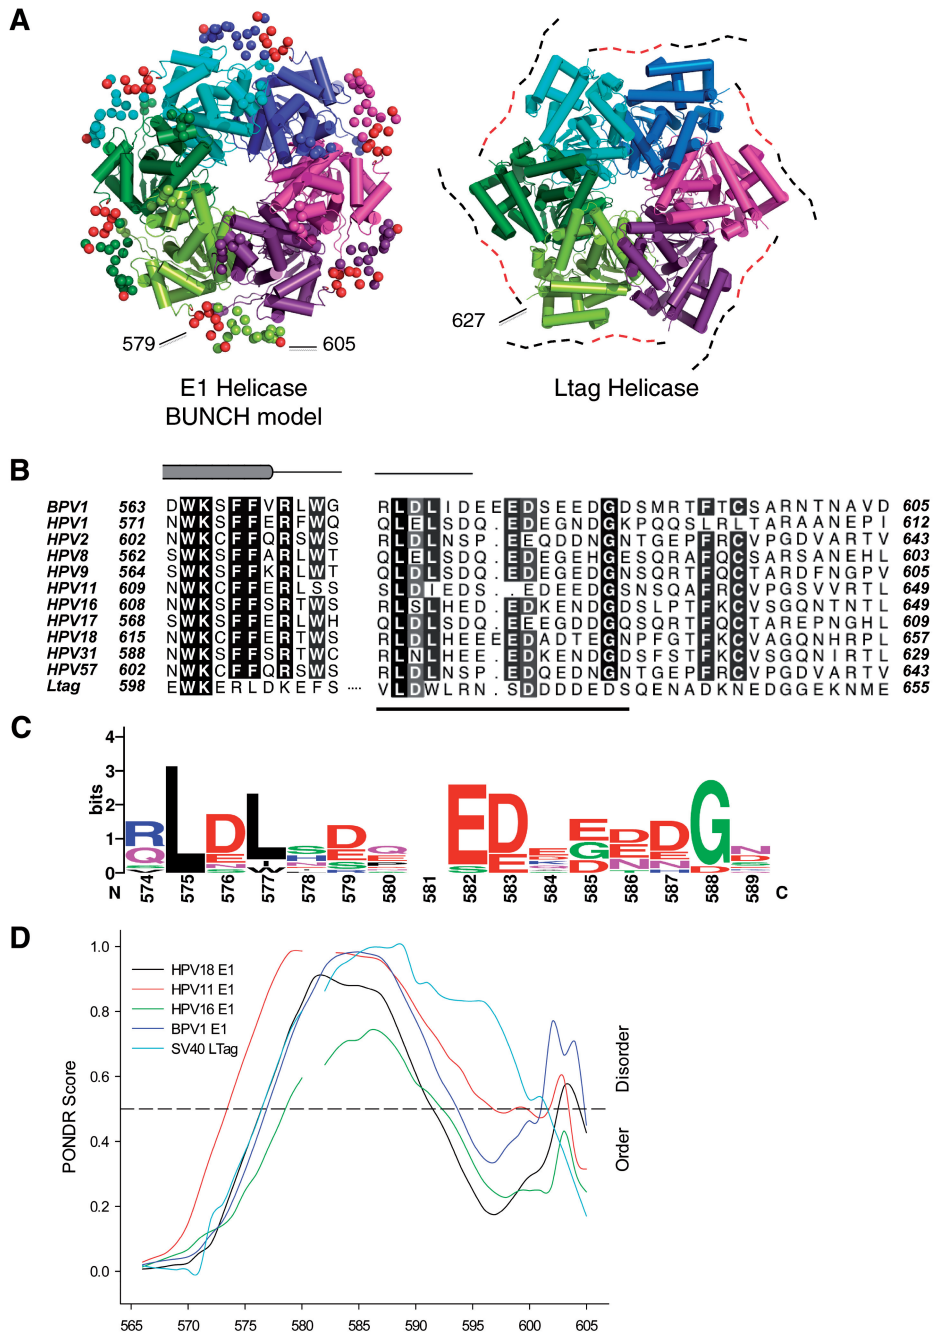 A
579
605
627
E1 Helicase
BUNCH model
Ltag Helicase
B
BPV1 563 DWKSFFVRLWG RLDLIDEEEDSEEDGDSMRTFTCSARNTNAVD 605
HPV1 571 NWKSFFERFWQ QLELSDQ.EDEGNDGKPQQSLRLTARAANEPI 612
HPV2 602 NWKCFFQRSWS RLDLNSP.EEQDDNGNTGEPFRCVPGDVARTV 643
HPV8 562 SWKSFFARLWT QLELSDQ.EDEGEHGESQRAFQCSARSANEHL 603
HPV9 564 SWKSFFKRLWT QLDLSDQ.EDEGEDGNSQRTFQCTARDFNGPV 605
HPV11 609 NWKCFFERLSS SLDIEDS..EDEEDGSNSQAFRCVPGSVVRTL 649
HPV16 608 NWKSFFSRTWS RLSLHED.EDKENDGDSLPTFKCVSGQNTNTL 649
HPV17 568 SWKSFFERLWH QLDLSDQ.EEEGDDGQSQRTFQCTAREPNGHL 609
HPV18 615 NWKCFFERTWS RLDLHEEEEDADTEGNPFGTFKCVAGQNHRPL 657
HPV31 588 NWKSFFSRTWC RLNLHEE.EDKENDGDSFSTFKCVSGQNIRTL 629
HPV57 602 NWKCFFQRSWS RLDLNSP.EEQDDNGNTGEPFRCVPGDVARTV 643
Ltag 598 EWKERLDKEFS .... VLDWLRN.SDDDDEDSQENADKNEDGGEKNME 655
C
bits
4
3
2
1
0
N 574 575 576 577 578 579 580 581 582 583 584 585 586 587 588 589 C
D
PONDR Score
1.0
0.8
0.6
0.4
0.2
0.0
HPV18 E1
HPV11 E1
HPV16 E1
BPV1 E1
SV40 LTag
Disorder
Order
565 570 575 580 585 590 595 600 605